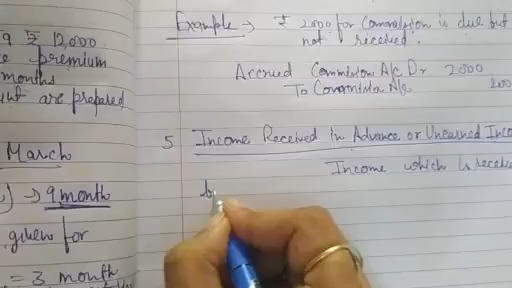 9 ₹ 12,000
premium
months
are prepared
March
→ 9 month
given for
= 3 month
Example → ₹ 2000 for Commission is due but
not received.
Accrued Commission A/c Dr 2000
To Commission A/c
5 Income Received in Advance or Unearned Inco
Income which is receive
b